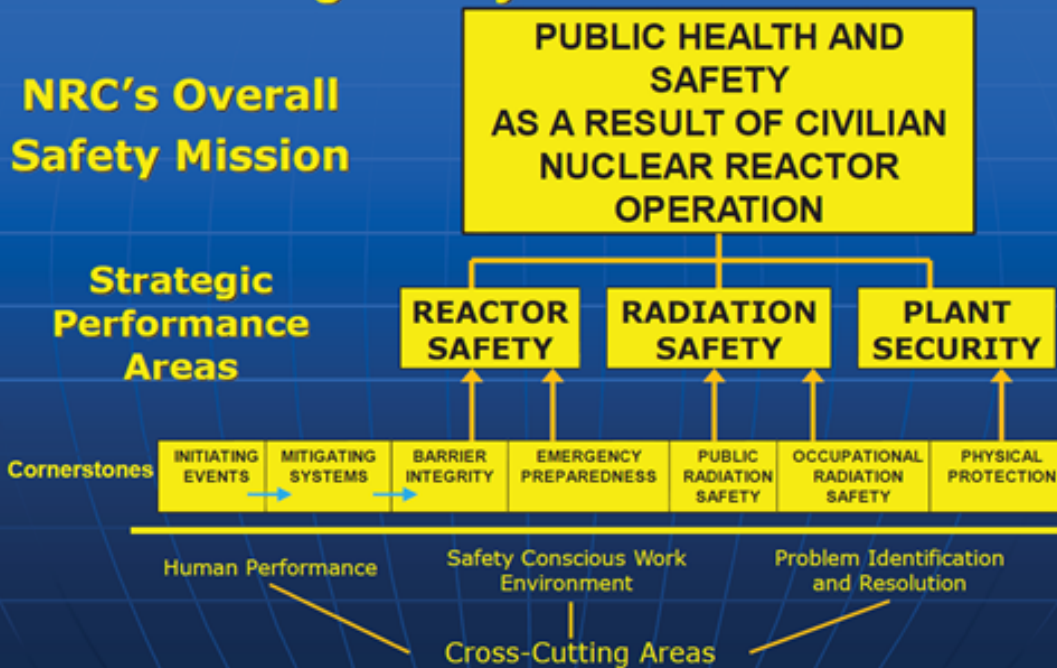 NRC's Overall
Safety Mission
PUBLIC HEALTH AND
SAFETY
AS A RESULT OF CIVILIAN
NUCLEAR REACTOR
OPERATION
Strategic
Performance
Areas
REACTOR
SAFETY
RADIATION
SAFETY
PLANT
SECURITY
Cornerstones
INITIATING
EVENTS
MITIGATING
SYSTEMS
BARRIER
INTEGRITY
EMERGENCY
PREPAREDNESS
PUBLIC
RADIATION
SAFETY
OCCUPATIONAL
RADIATION
SAFETY
PHYSICAL
PROTECTION
Human Performance
Safety Conscious Work
Environment
Problem Identification
and Resolution
Cross-Cutting Areas